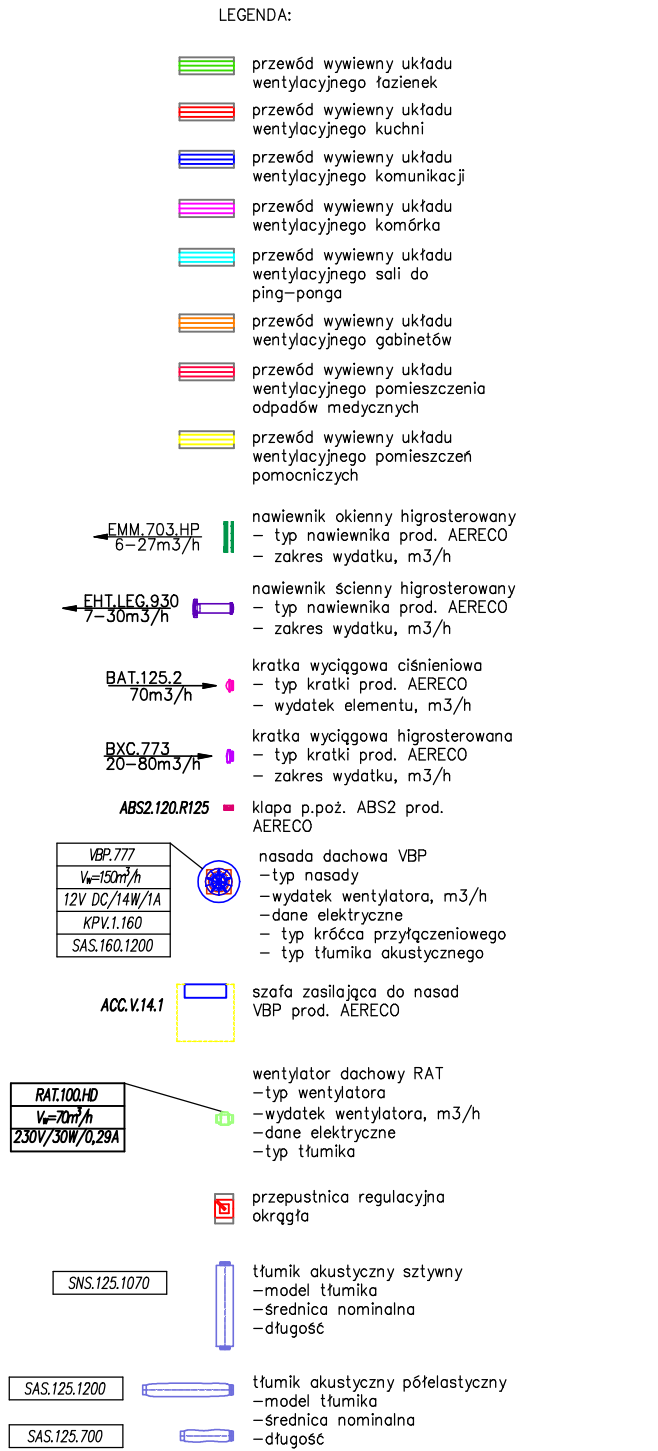 LEGENDA:
przewód wywiewny układu
wentylacyjnego łazienek
przewód wywiewny układu
wentylacyjnego kuchni
przewód wywiewny układu
wentylacyjnego komunikacji
przewód wywiewny układu
wentylacyjnego komórka
przewód wywiewny układu
wentylacyjnego sali do
ping-ponga
przewód wywiewny układu
wentylacyjnego gabinetów
przewód wywiewny układu
wentylacyjnego pomieszczenia
odpadów medycznych
przewód wywiewny układu
wentylacyjnego pomieszczeń
pomocniczych
EMM.703.HP
6-27m3/h
nawiewnik okienny higrosterowany
- typ nawiewnika prod. AERECO
- zakres wydatku, m3/h
EHT.LEG.930
7-30m3/h
nawiewnik ścienny higrosterowany
- typ nawiewnika prod. AERECO
- zakres wydatku, m3/h
BAT.125.2
70m3/h
kratka wyciągowa ciśnieniowa
- typ kratki prod. AERECO
- wydatek elementu, m3/h
BXC.773
20-80m3/h
kratka wyciągowa higrosterowana
- typ kratki prod. AERECO
- zakres wydatku, m3/h
ABS2.120.R125
klapa p.poż. ABS2 prod.
AERECO
VBP.777
Vw=150m³/h
12V DC/14W/1A
KPV.1.160
SAS.160.1200
nasada dachowa VBP
-typ nasady
-wydatek wentylatora, m3/h
-dane elektryczne
- typ króćca przyłączeniowego
- typ tłumika akustycznego
ACC.V.14.1
szafa zasilająca do nasad
VBP prod. AERECO
RAT.100.HD
Vw=70m³/h
230V/30W/0,29A
wentylator dachowy RAT
-typ wentylatora
-wydatek wentylatora, m3/h
-dane elektryczne
-typ tłumika
przepustnica regulacyjna
okrągła
SNS.125.1070
tłumik akustyczny sztywny
-model tłumika
-średnica nominalna
-długość
SAS.125.1200
SAS.125.700
tłumik akustyczny półelastyczny
-model tłumika
-średnica nominalna
-długość